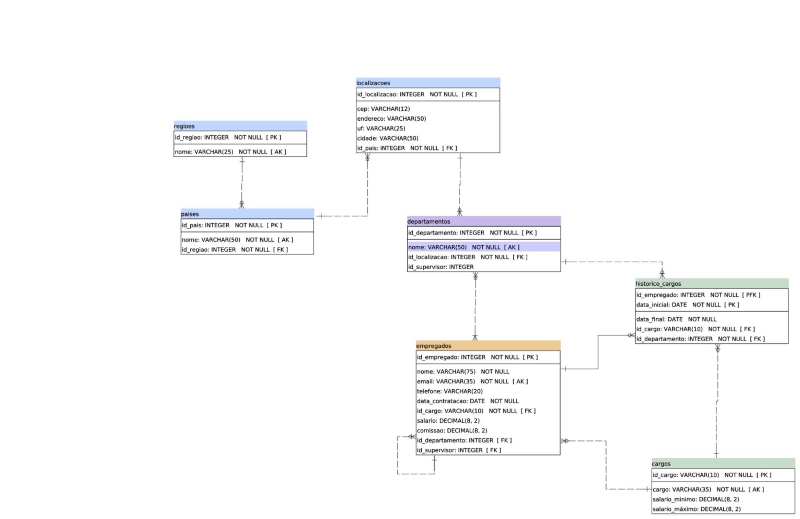 localizacoes
id_localizacao: INTEGER NOT NULL [ PK ]
cep: VARCHAR(12)
endereco: VARCHAR(50)
uf: VARCHAR(25)
cidade: VARCHAR(50)
id_pais: INTEGER NOT NULL [ FK ]
regioes
id_regiao: INTEGER NOT NULL [ PK ]
nome: VARCHAR(25) NOT NULL [ AK ]
paises
id_pais: INTEGER NOT NULL [ PK ]
nome: VARCHAR(50) NOT NULL [ AK ]
id_regiao: INTEGER NOT NULL [ FK ]
departamentos
id_departamento: INTEGER NOT NULL [ PK ]
nome: VARCHAR(50) NOT NULL [ AK ]
id_localizacao: INTEGER NOT NULL [ FK ]
id_supervisor: INTEGER
historico_cargos
id_empregado: INTEGER NOT NULL [ PFK ]
data_inicial: DATE NOT NULL [ PK ]
data_final: DATE NOT NULL
id_cargo: VARCHAR(10) NOT NULL [ FK ]
id_departamento: INTEGER NOT NULL [ FK ]
empregados
id_empregado: INTEGER NOT NULL [ PK ]
nome: VARCHAR(75) NOT NULL
email: VARCHAR(35) NOT NULL [ AK ]
telefone: VARCHAR(20)
data_contratacao: DATE NOT NULL
id_cargo: VARCHAR(10) NOT NULL [ FK ]
salario: DECIMAL(8, 2)
comissao: DECIMAL(8, 2)
id_departamento: INTEGER [ FK ]
id_supervisor: INTEGER [ FK ]
cargos
id_cargo: VARCHAR(10) NOT NULL [ PK ]
cargo: VARCHAR(35) NOT NULL [ AK ]
salario_minimo: DECIMAL(8, 2)
salario_máximo: DECIMAL(8, 2)